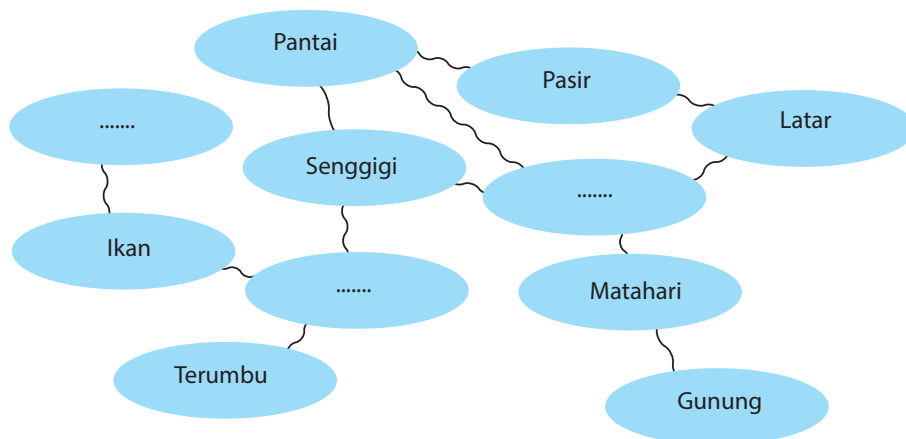 Pantai
Pasir
.......
Latar
Senggigi
.......
Ikan
.......
Matahari
Terumbu
Gunung